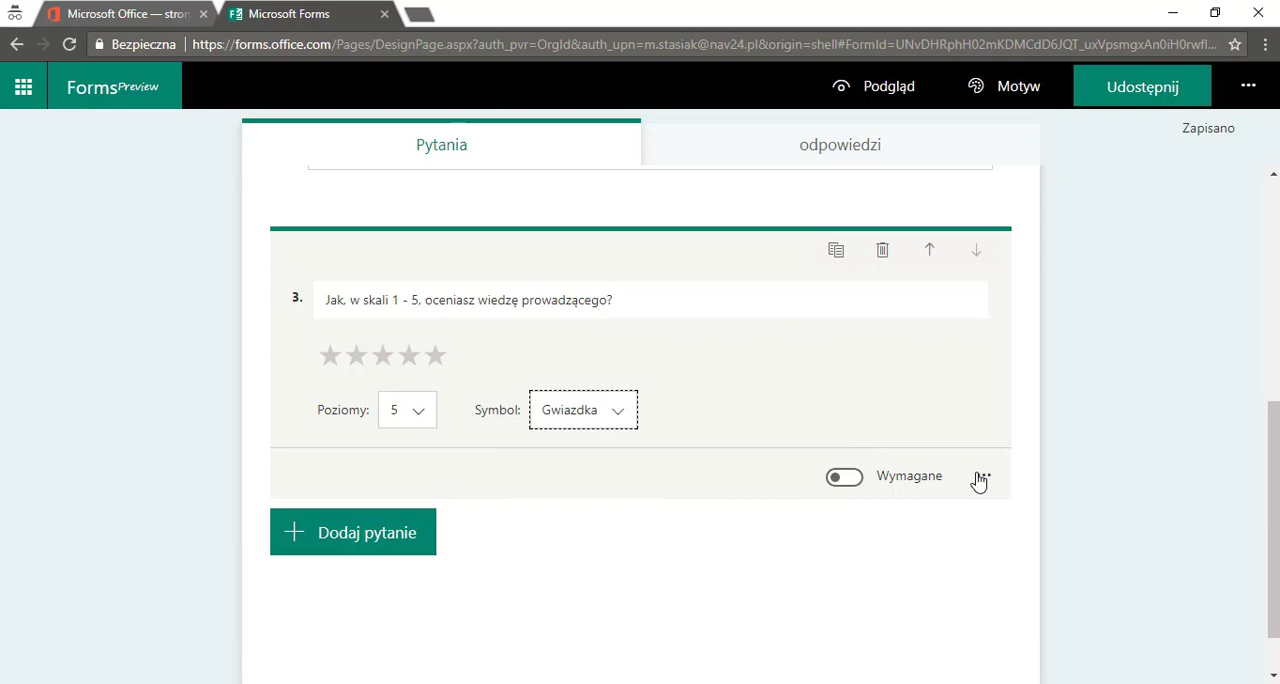 Microsoft Office — stron
Microsoft Forms
Bezpieczna
https://forms.office.com/Pages/DesignPage.aspx?auth_pvr=OrgId&auth_upn=m.stasiak@nav24.pl&origin=shell#FormId=UNvDHRphH02mKDMCdD6JQT_uxVpsmgxAn0iH0rwfl...
Forms Preview
Podgląd
Motyw
Udostępnij
Zapisano
Pytania
odpowiedzi
3. Jak, w skali 1 - 5, oceniasz wiedzę prowadzącego?
Poziomy: 5
Symbol: Gwiazdka
Wymagane
Dodaj pytanie